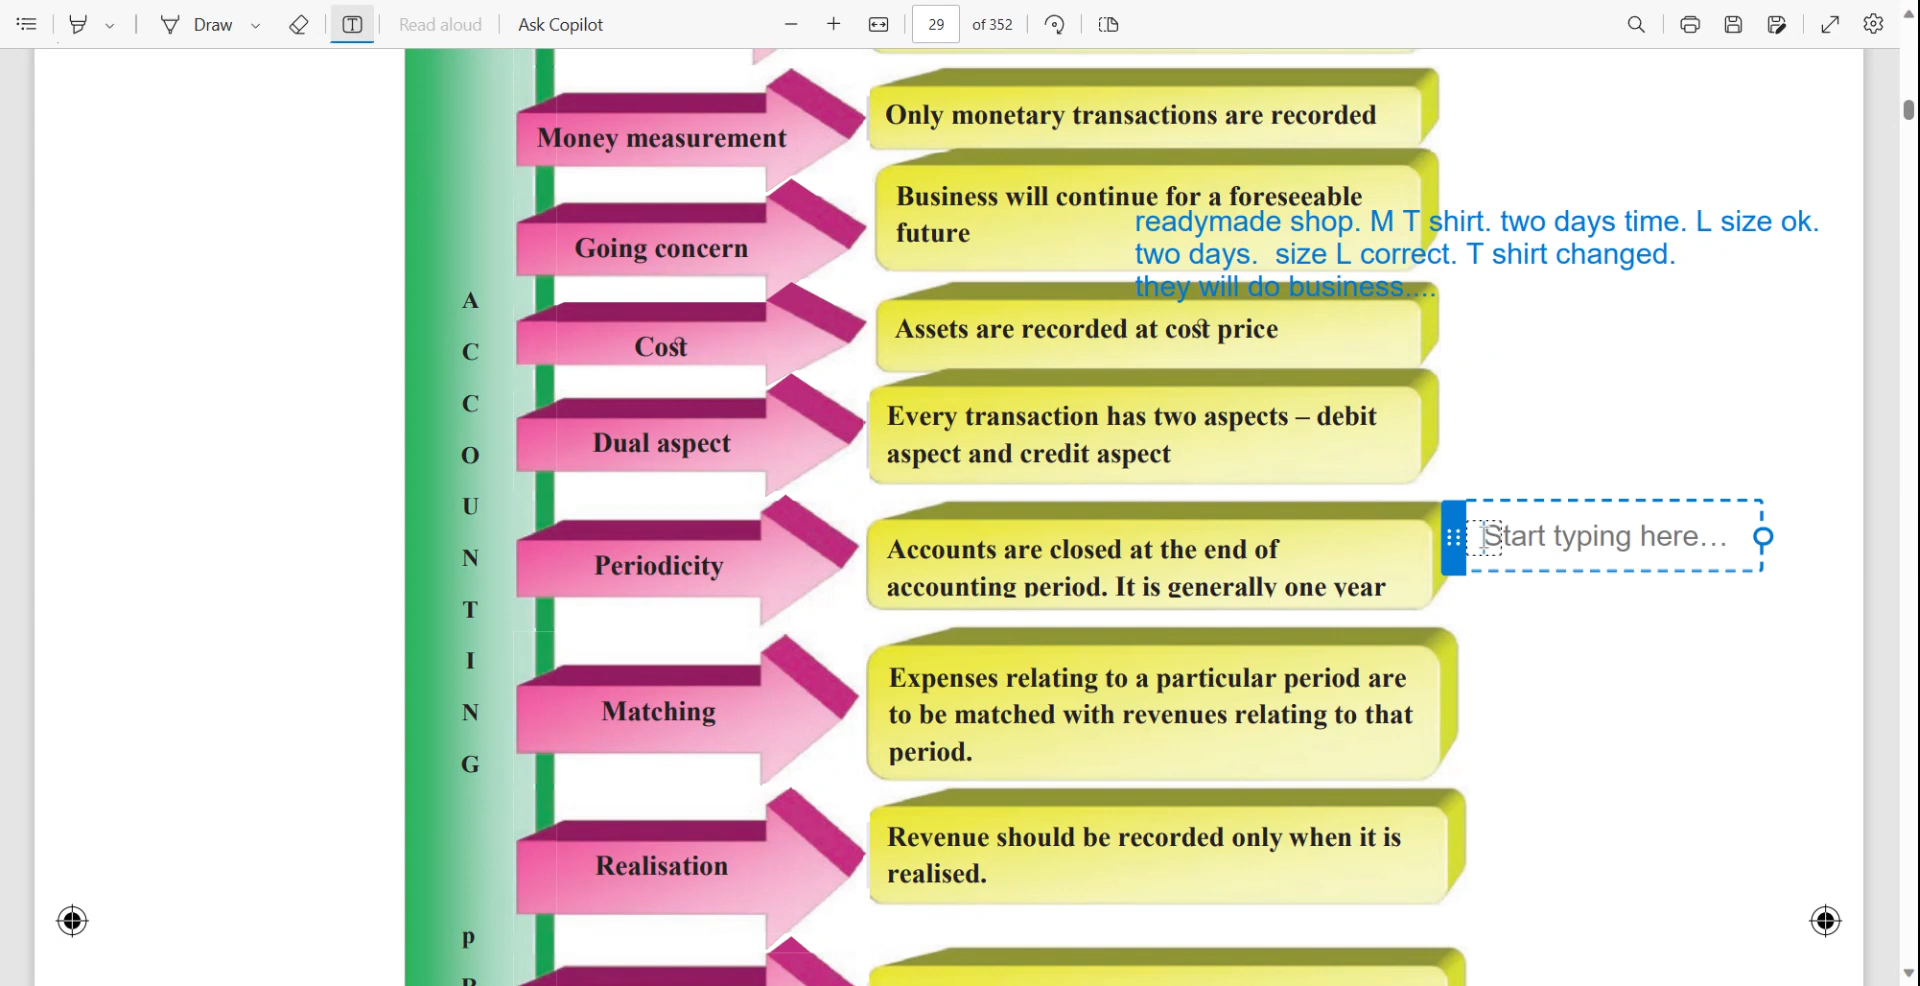 Draw
Read aloud
Ask Copilot
29
of 352
Money measurement
Only monetary transactions are recorded
Going concern
Business will continue for a foreseeable
future
readymade shop. M T shirt. two days time. L size ok.
two days.  size L correct. T shirt changed.
they will do business....
Cost
Assets are recorded at cost price
Dual aspect
Every transaction has two aspects – debit
aspect and credit aspect
Periodicity
Accounts are closed at the end of
accounting period. It is generally one year
Start typing here...
Matching
Expenses relating to a particular period are
to be matched with revenues relating to that
period.
Realisation
Revenue should be recorded only when it is
realised.
A
C
C
O
U
N
T
I
N
G
P